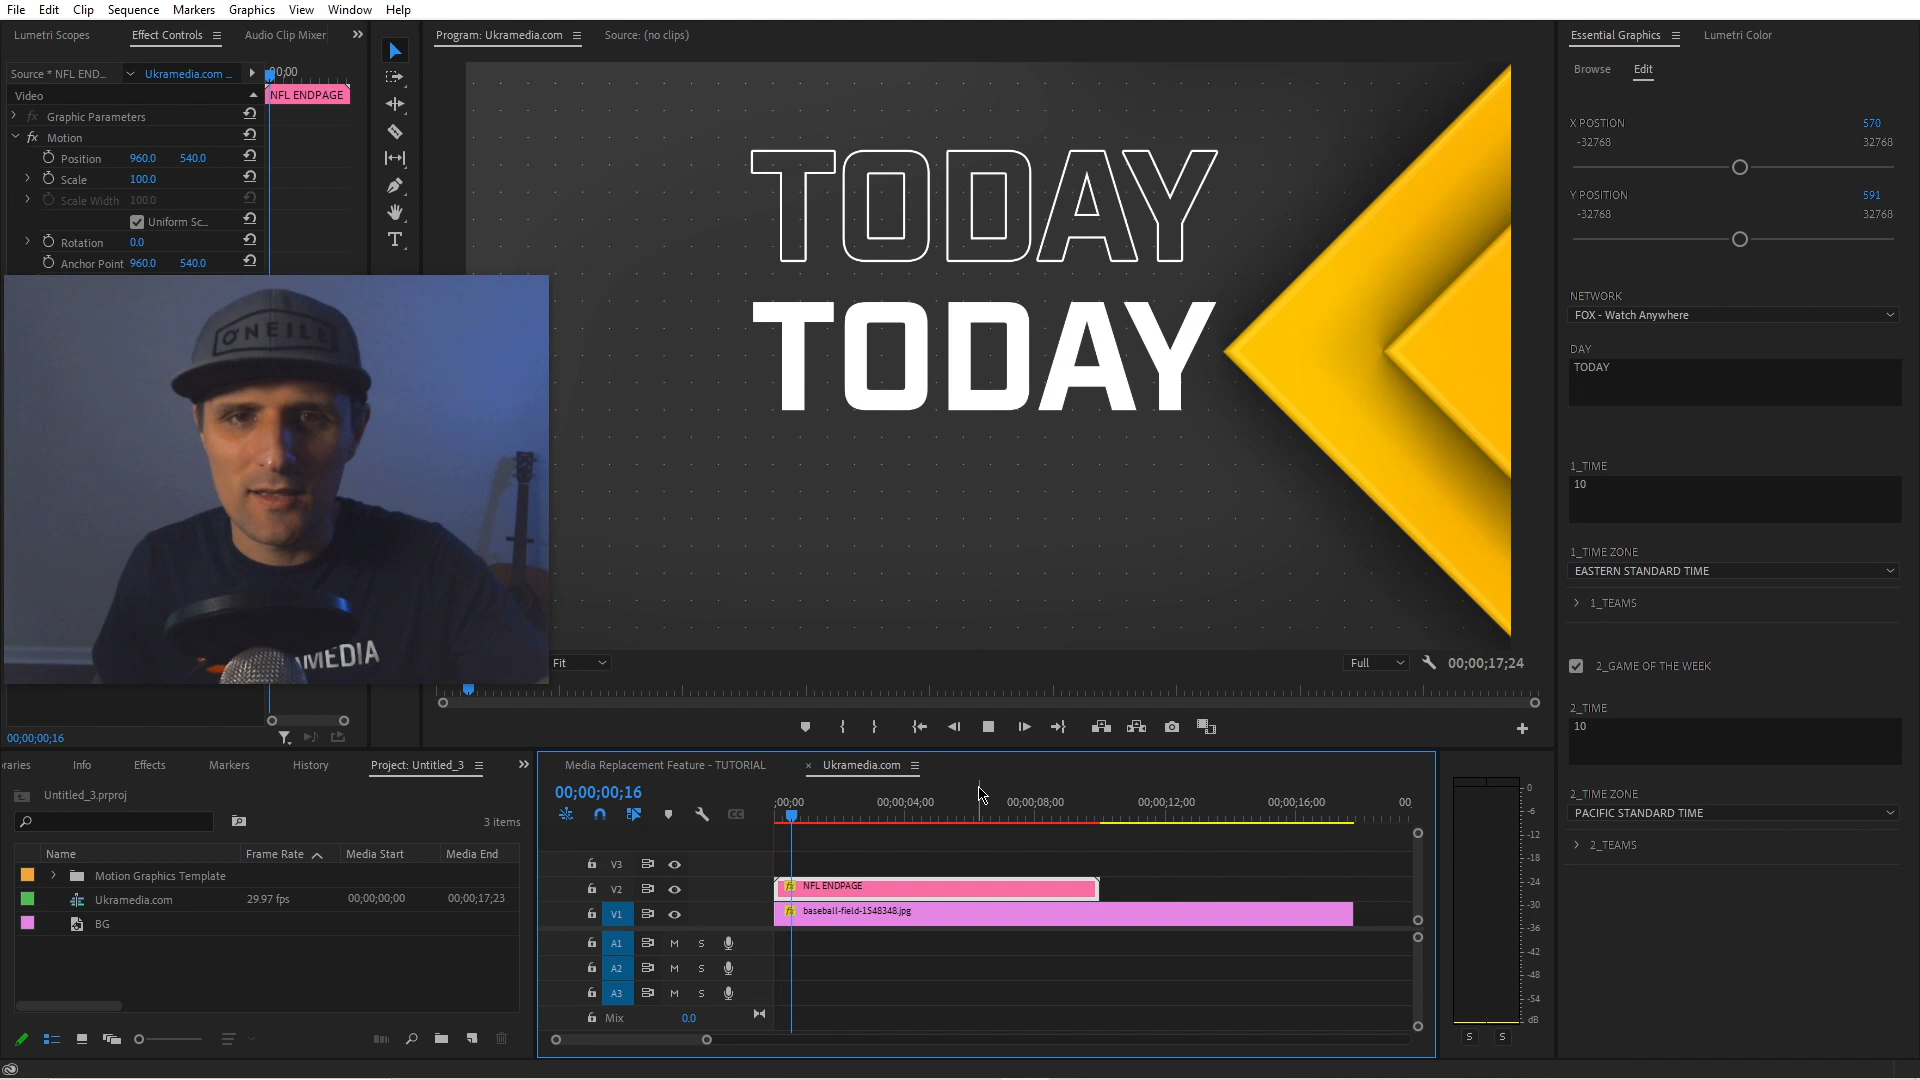 File Edit Clip Sequence Markers Graphics View Window Help
Lumetri Scopes Effect Controls Audio Clip Mixer
Program: Ukramedia.com Source: (no clips)
Essential Graphics Lumetri Color
Source * NFL END... Ukramedia.com ... ;00;00
Video NFL ENDPAGE
fx Graphic Parameters
fx Motion
Position 960.0 540.0
Scale 100.0
Scale Width 100.0
Uniform Sc...
Rotation 0.0
Anchor Point 960.0 540.0
00;00;00;16
TODAY
TODAY
O'NEILL
Fit Full 00;00;17;24
Browse Edit
X POSTION 570
-32768 32768
Y POSITION 591
-32768 32768
NETWORK
FOX - Watch Anywhere
DAY
TODAY
1_TIME
10
1_TIME ZONE
EASTERN STANDARD TIME
1_TEAMS
2_GAME OF THE WEEK
2_TIME
10
2_TIME ZONE
PACIFIC STANDARD TIME
2_TEAMS
raries Info Effects Markers History Project: Untitled_3
Untitled_3.prproj
3 items
Name Frame Rate Media Start Media End
Motion Graphics Template
Ukramedia.com 29.97 fps 00;00;00;00 00;00;17;23
BG
Media Replacement Feature - TUTORIAL × Ukramedia.com
00;00;00;16
;00;00 00;00;04;00 00;00;08;00 00;00;12;00 00;00;16;00 00;
V3
V2 fx NFL ENDPAGE
V1 fx baseball-field-1548348.jpg
A1 M S
A2 M S
A3 M S
Mix 0.0
0
-6
-12
-18
-24
-30
-36
-42
-48
-54
dB
S S